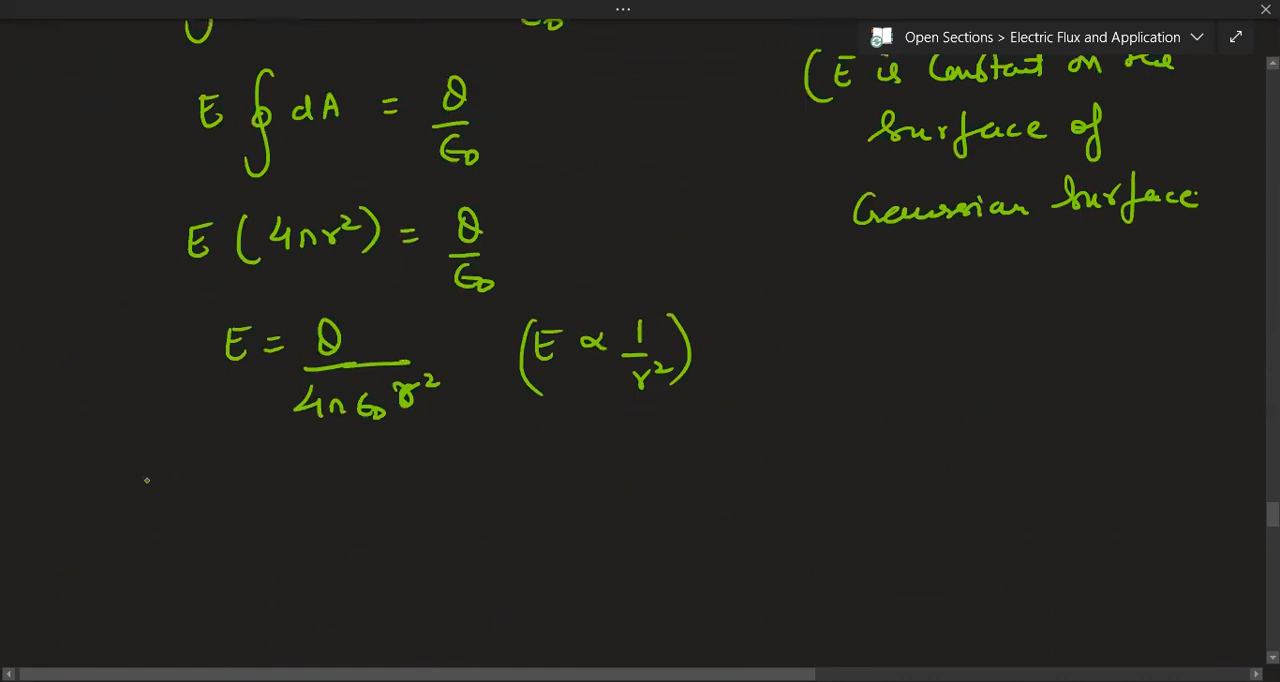 ...
Open Sections > Electric Flux and Application
(E is constant on the
surface of
Gaussian surface
E ∮ dA = Q/ε0
E (4πr²) = Q/ε0
E = Q/4πε0r² (E ∝ 1/r²)